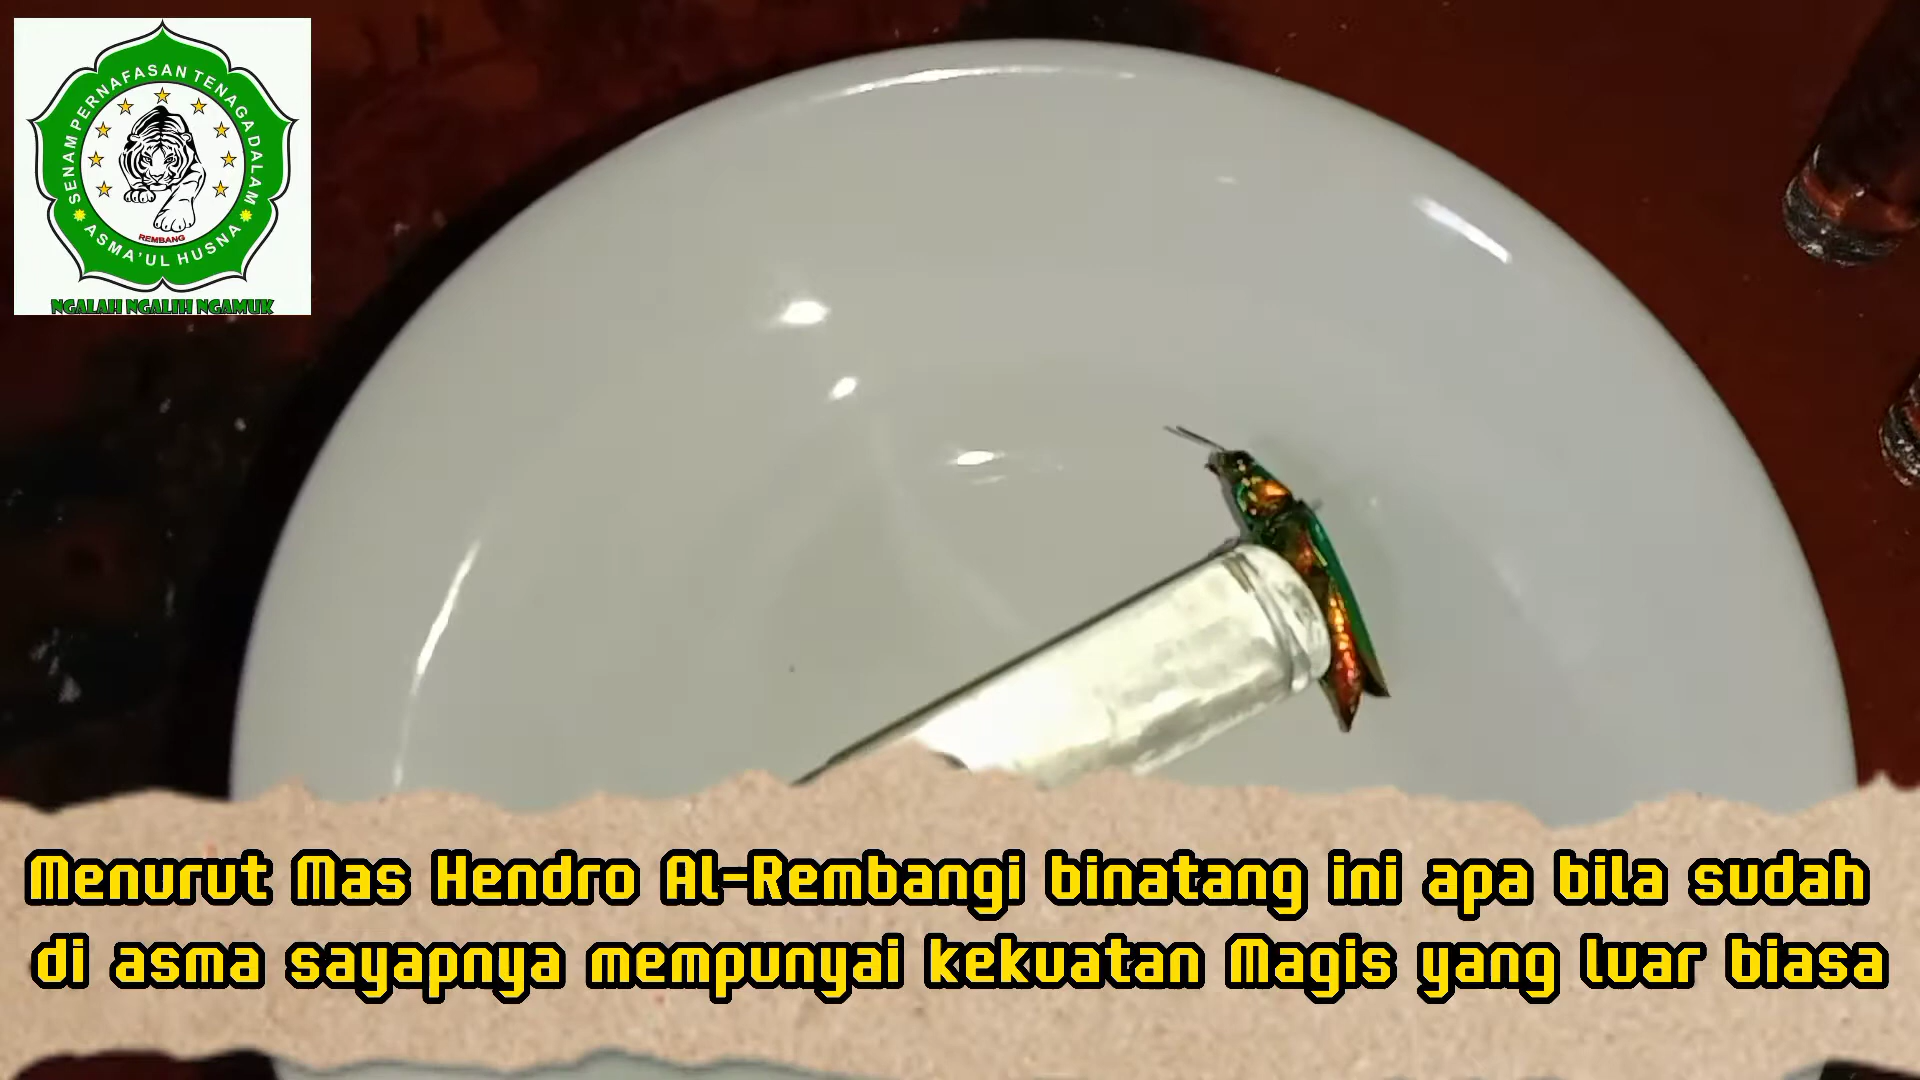 SENAM PERNAFASAN TENAGA DALAM
REMBANG
ASMA'UL HUSNA
NGALAH NGALIH NGAMUK
Menurut Mas Hendro Al-Rembangi binatang ini apa bila sudah
di asma sayapnya mempunyai kekuatan Magis yang luar biasa